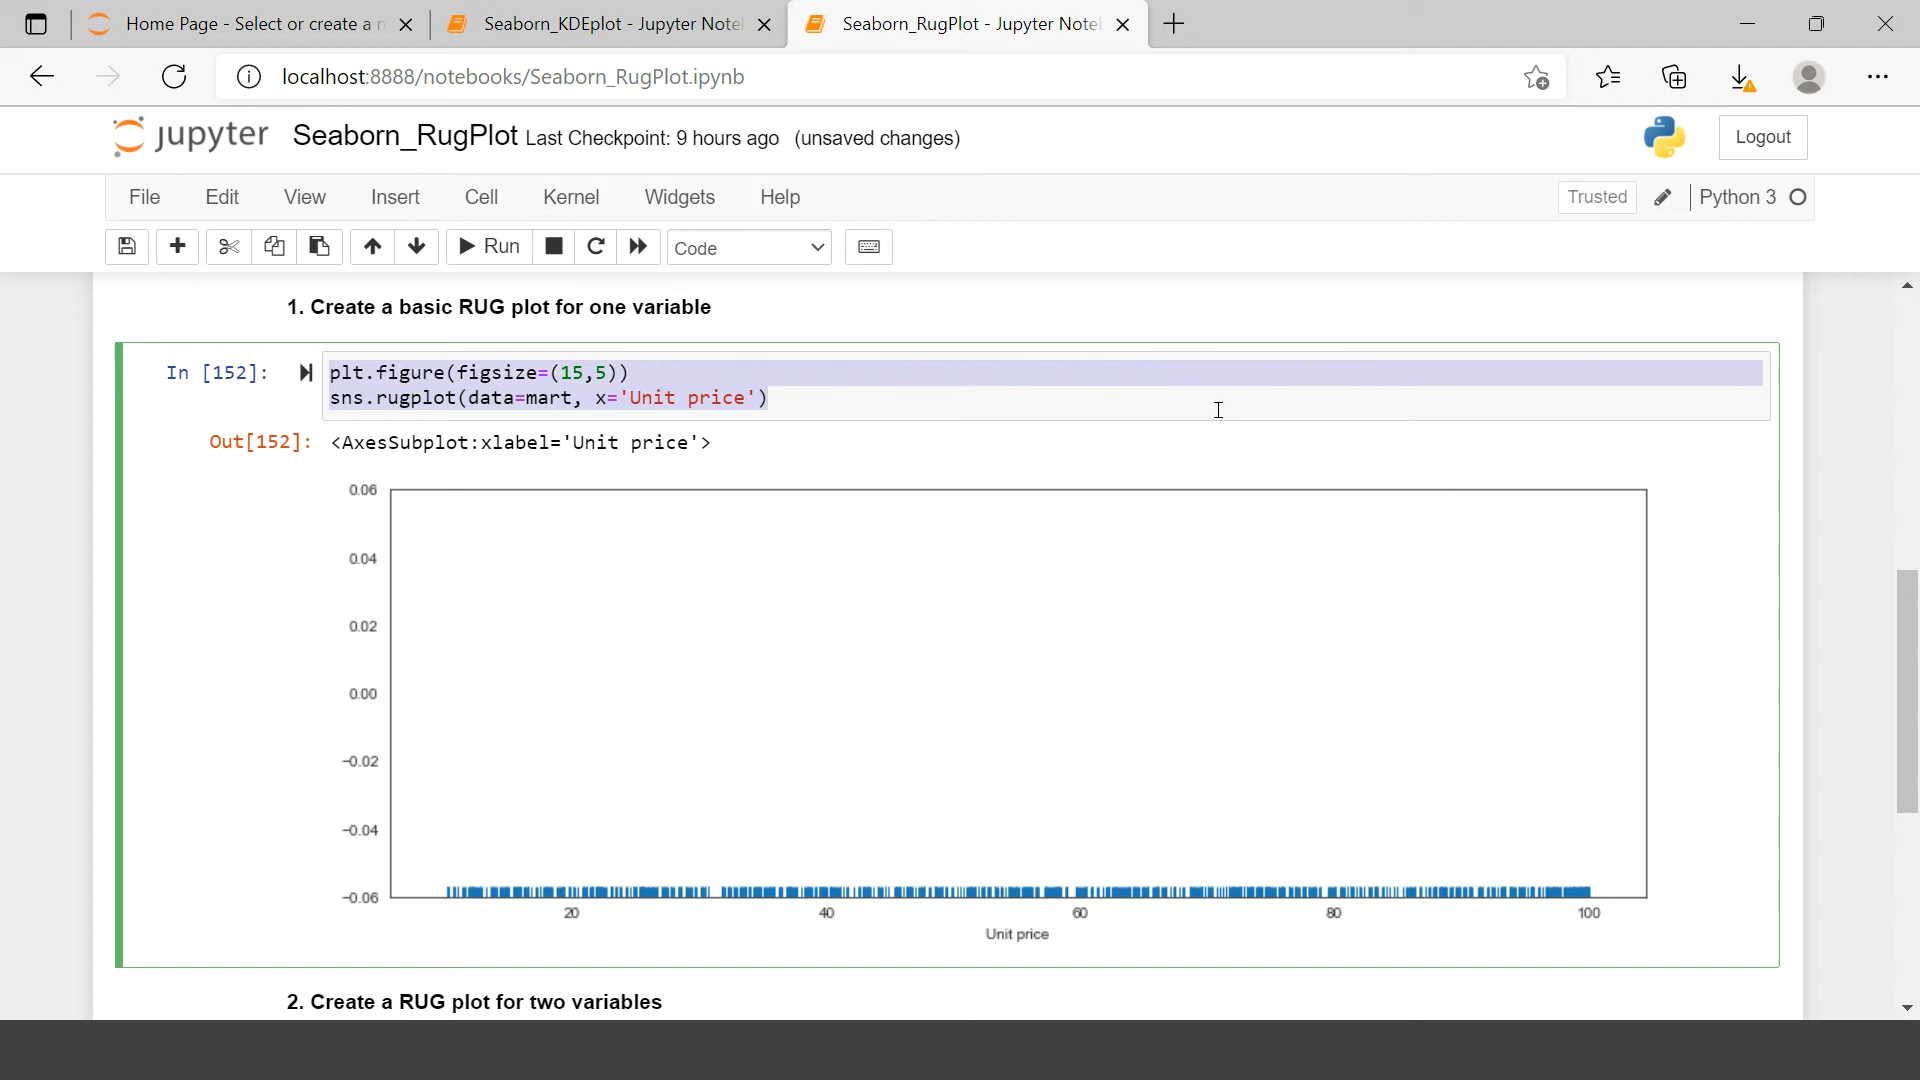 Home Page - Select or create a n
Seaborn_KDEplot - Jupyter Note
Seaborn_RugPlot - Jupyter Note
localhost:8888/notebooks/Seaborn_RugPlot.ipynb
jupyter Seaborn_RugPlot Last Checkpoint: 9 hours ago (unsaved changes)
Logout
File Edit View Insert Cell Kernel Widgets Help
Trusted Python 3
Run Code
1. Create a basic RUG plot for one variable
In [152]: plt.figure(figsize=(15,5))
sns.rugplot(data=mart, x='Unit price')
Out[152]: <AxesSubplot:xlabel='Unit price'>
0.06
0.04
0.02
0.00
−0.02
−0.04
−0.06
20 40 60 80 100
Unit price
2. Create a RUG plot for two variables